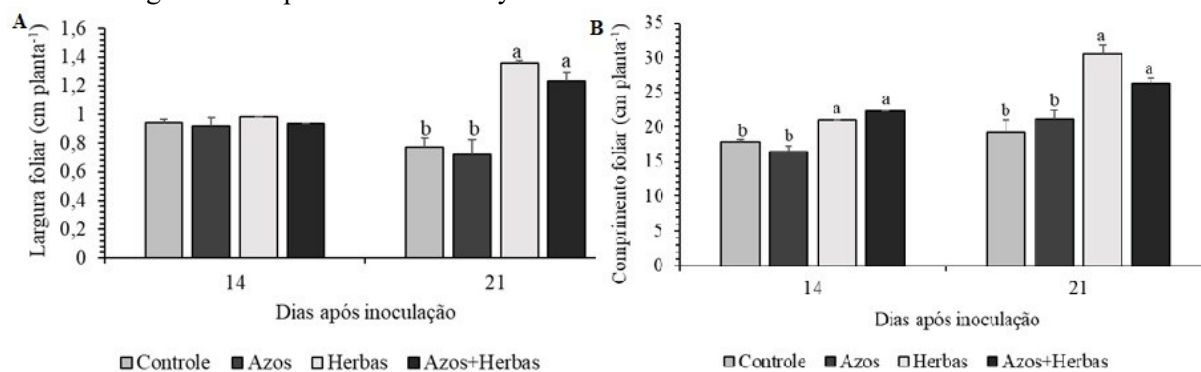 A
Largura foliar (cm planta⁻¹)
1,6
1,4
1,2
1
0,8
0,6
0,4
0,2
0
b b a a
14 21
Dias após inoculação
Controle Azos Herbas Azos+Herbas
B
Comprimento foliar (cm planta⁻¹)
35
30
25
20
15
10
5
0
b b a a b b a a
14 21
Dias após inoculação
Controle Azos Herbas Azos+Herbas